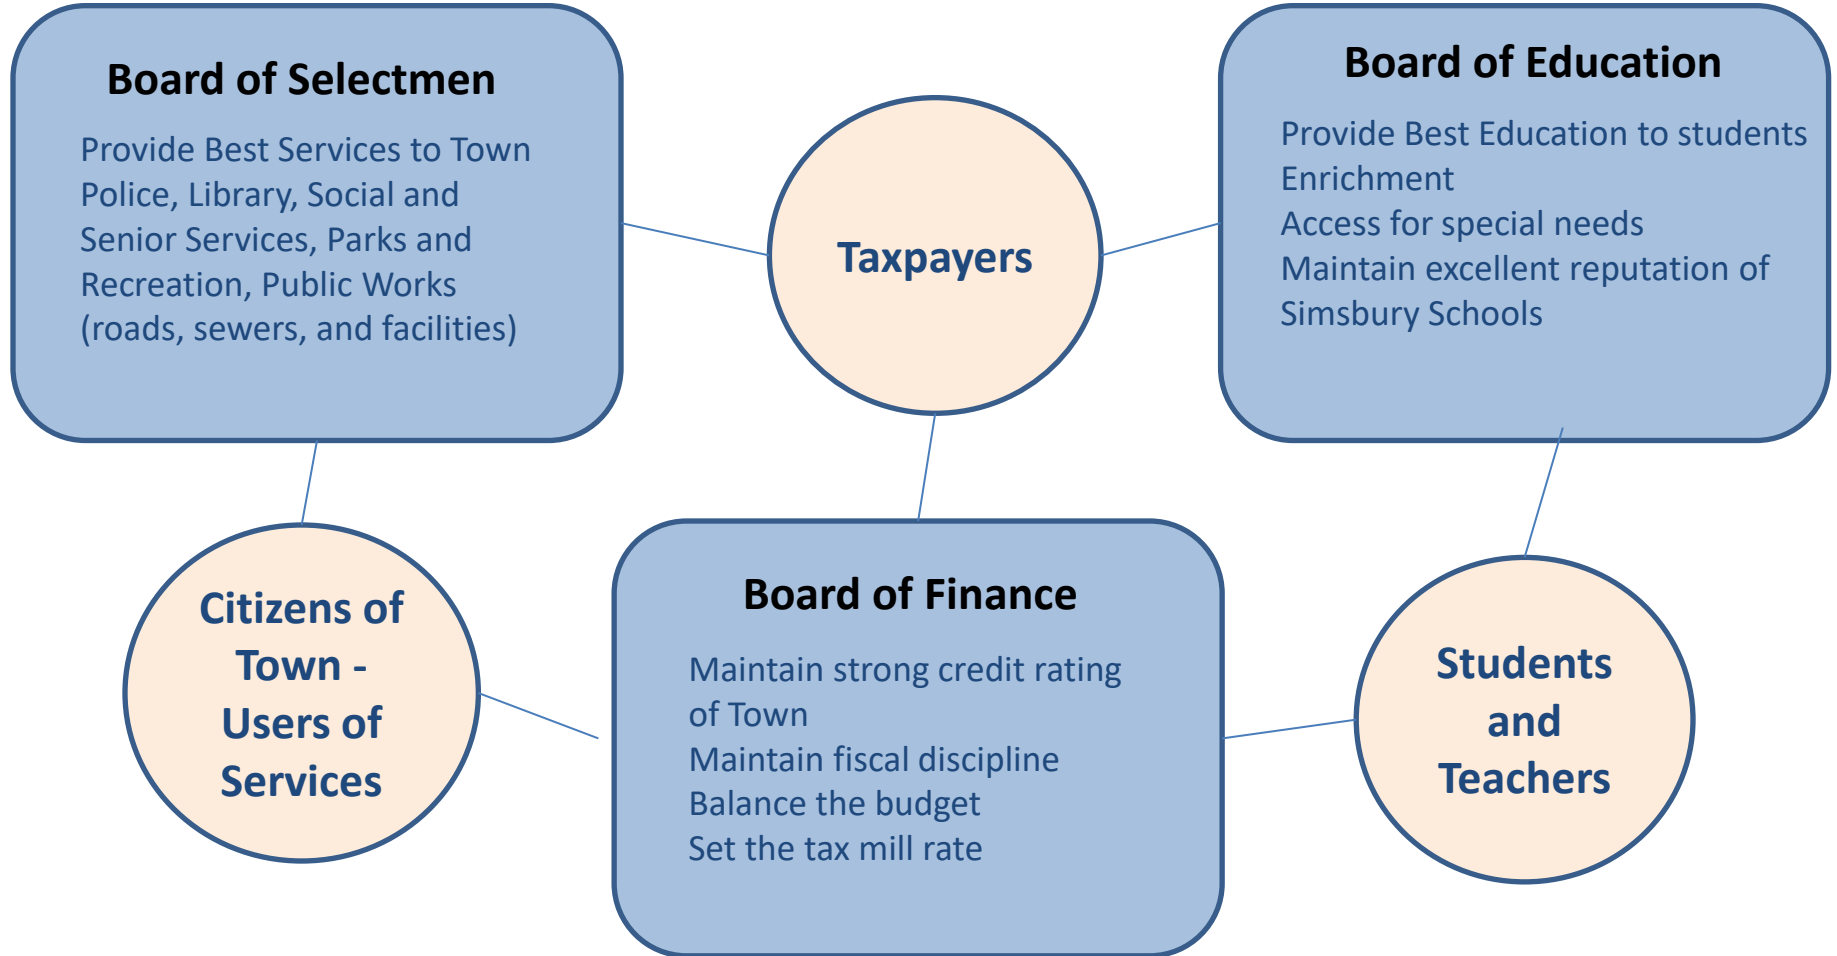 Board of Selectmen
Provide Best Services to Town
Police, Library, Social and
Senior Services, Parks and
Recreation, Public Works
(roads, sewers, and facilities)
Taxpayers
Board of Education
Provide Best Education to students
Enrichment
Access for special needs
Maintain excellent reputation of
Simsbury Schools
Citizens of
Town -
Users of
Services
Board of Finance
Maintain strong credit rating
of Town
Maintain fiscal discipline
Balance the budget
Set the tax mill rate
Students
and
Teachers